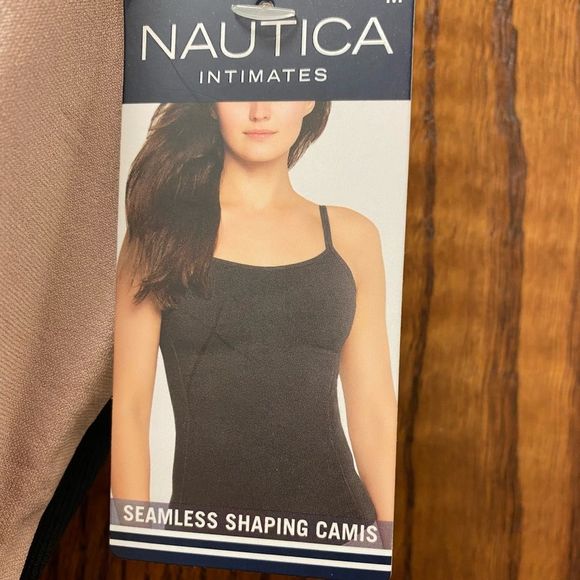 M
NAUTICA
INTIMATES
SEAMLESS SHAPING CAMIS